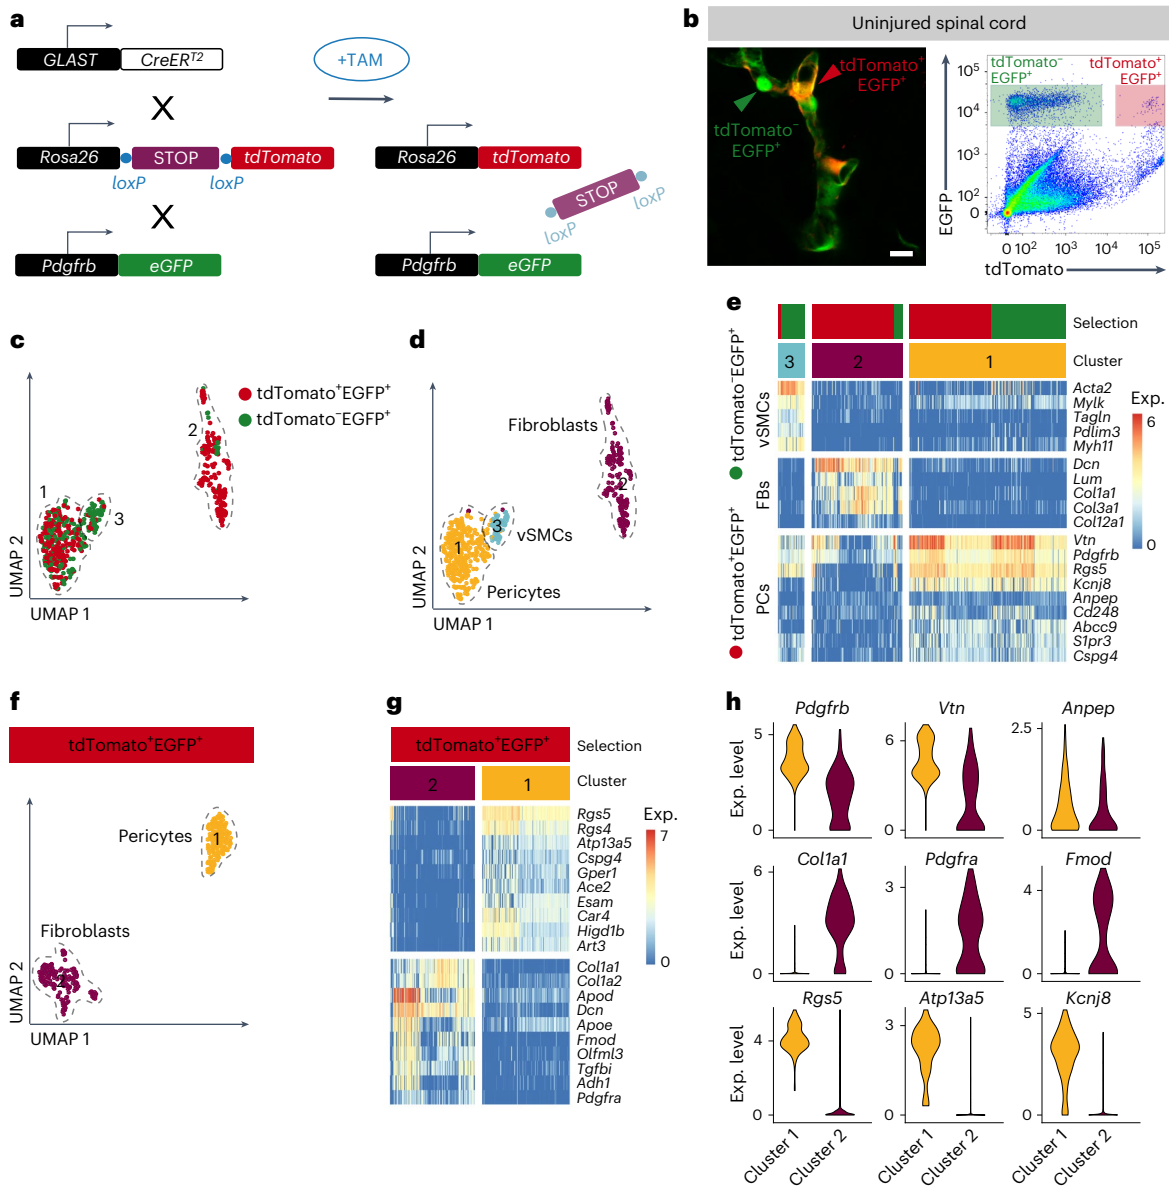 a
GLAST
CreERT2
+TAM
X
Rosa26
STOP
tdTomato
loxP
loxP
Rosa26
tdTomato
STOP
loxP
loxP
X
Pdgfrb
eGFP
Pdgfrb
eGFP
b
Uninjured spinal cord
tdTomato+
EGFP+
tdTomato−
EGFP+
tdTomato−
EGFP+
tdTomato+
EGFP+
10^5
10^4
10^3
10^2
0
EGFP
0 10^2 10^3 10^4 10^5
tdTomato
c
tdTomato+EGFP+
tdTomato−EGFP+
2
1
3
UMAP 2
UMAP 1
d
Fibroblasts
2
3
vSMCs
1
Pericytes
UMAP 2
UMAP 1
e
Selection
3 2 1 Cluster
tdTomato−EGFP+
tdTomato+EGFP+
vSMCs
Acta2
Mylk
Tagln
Pdlim3
Myh11
FBs
Dcn
Lum
Col1a1
Col3a1
Col12a1
PCs
Vtn
Pdgfrb
Rgs5
Kcnj8
Anpep
Cd248
Abcc9
S1pr3
Cspg4
Exp.
6
0
f
tdTomato+EGFP+
Pericytes
1
Fibroblasts
2
UMAP 2
UMAP 1
g
tdTomato+EGFP+ Selection
2 1 Cluster
Rgs5
Rgs4
Atp13a5
Cspg4
Gper1
Ace2
Esam
Car4
Higd1b
Art3
Col1a1
Col1a2
Apod
Dcn
Apoe
Fmod
Olfml3
Tgfbi
Adh1
Pdgfra
Exp.
7
0
h
Pdgfrb Vtn Anpep
Exp. level
5
0
6
0
2.5
0
Col1a1 Pdgfra Fmod
Exp. level
6
0
3
0
4
0
Rgs5 Atp13a5 Kcnj8
Exp. level
4
0
3
0
5
0
Cluster 1 Cluster 2 Cluster 1 Cluster 2 Cluster 1 Cluster 2